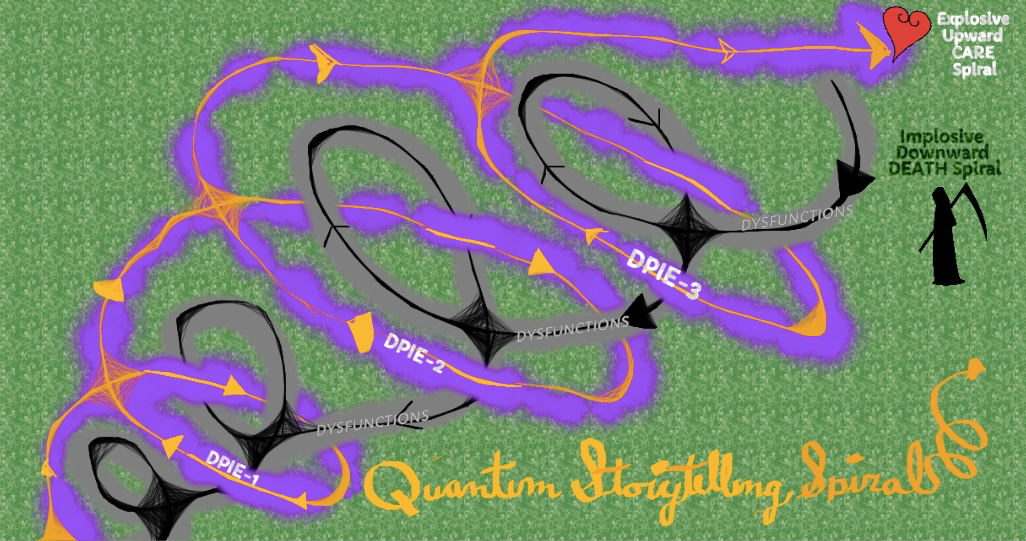 Explosive
Upward
CARE
Spiral
Implosive
Downward
DEATH Spiral
DYSFUNCTIONS
DPIE-3
DYSFUNCTIONS
DPIE-2
DYSFUNCTIONS
DPIE-1
Quantum Storytelling, Spirals